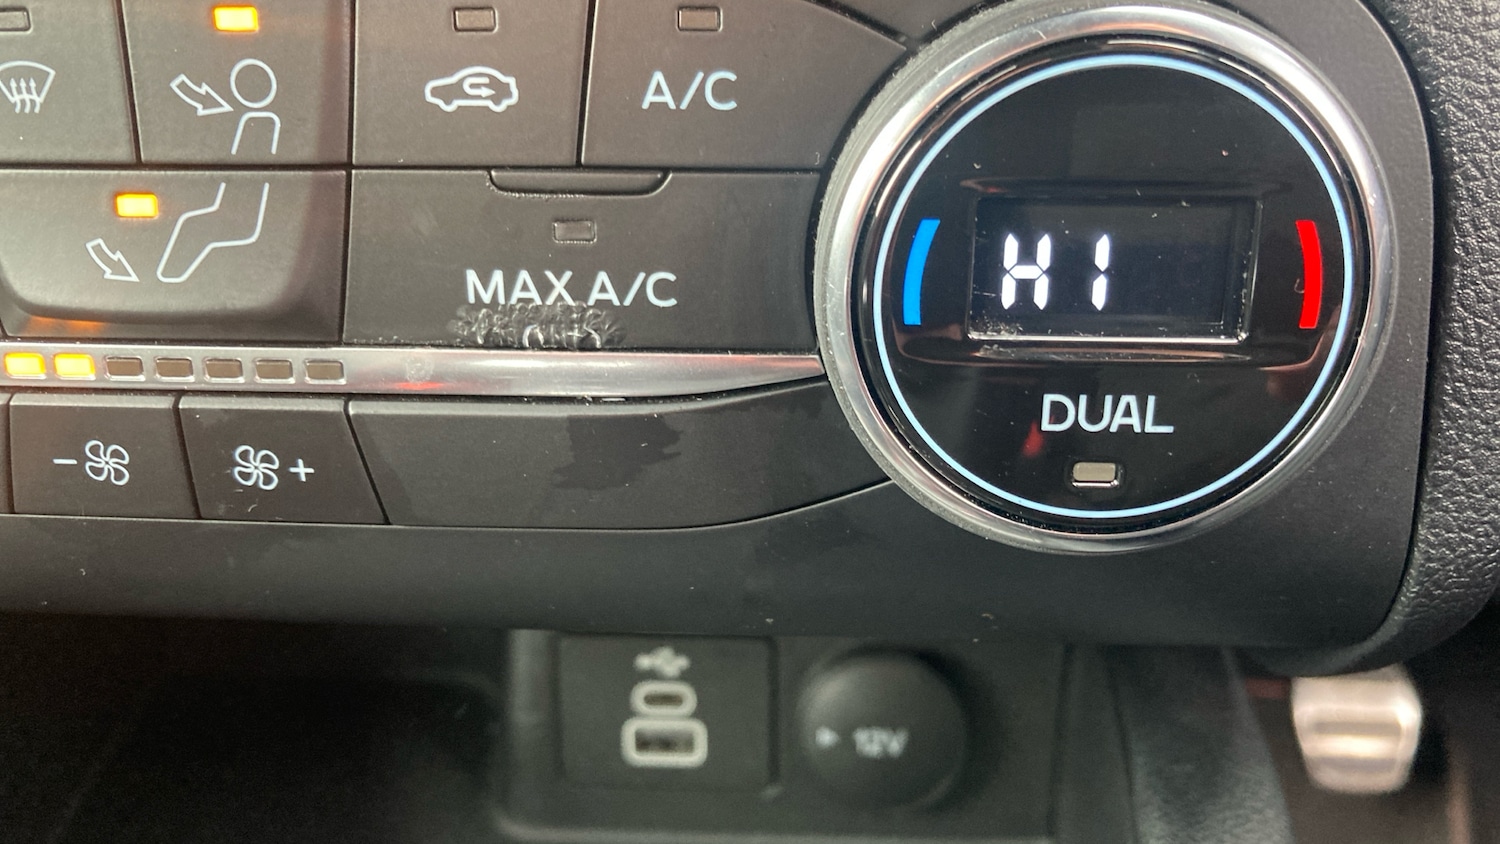 A/C
MAX A/C
HI
DUAL
-
+
12V